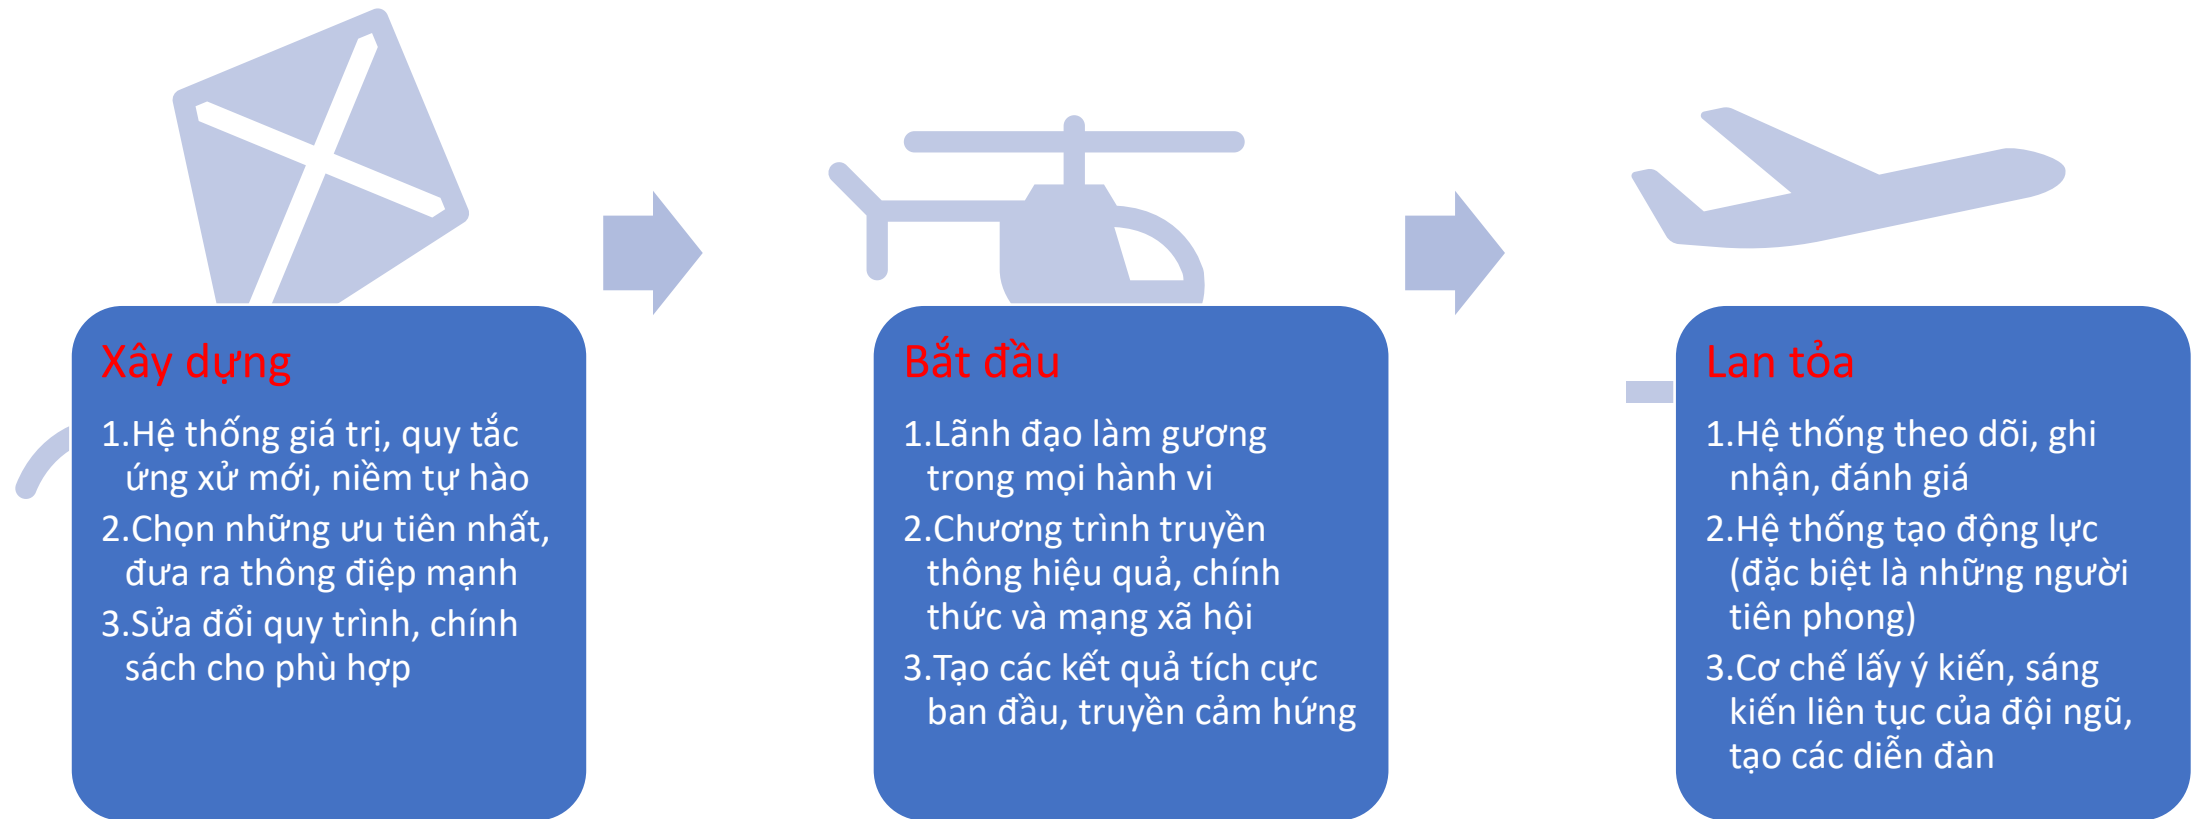 Xây dựng
1.Hệ thống giá trị, quy tắc
ứng xử mới, niềm tự hào
2.Chọn những ưu tiên nhất,
đưa ra thông điệp mạnh
3.Sửa đổi quy trình, chính
sách cho phù hợp
Bắt đầu
1.Lãnh đạo làm gương
trong mọi hành vi
2.Chương trình truyền
thông hiệu quả, chính
thức và mạng xã hội
3.Tạo các kết quả tích cực
ban đầu, truyền cảm hứng
Lan tỏa
1.Hệ thống theo dõi, ghi
nhận, đánh giá
2.Hệ thống tạo động lực
(đặc biệt là những người
tiên phong)
3.Cơ chế lấy ý kiến, sáng
kiến liên tục của đội ngũ,
tạo các diễn đàn